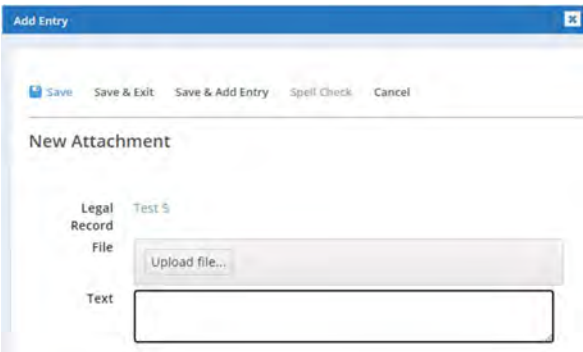 Add Entry
Save Save & Exit Save & Add Entry Spell Check Cancel
New Attachment
Legal Record Test 5
File
Upload file...
Text